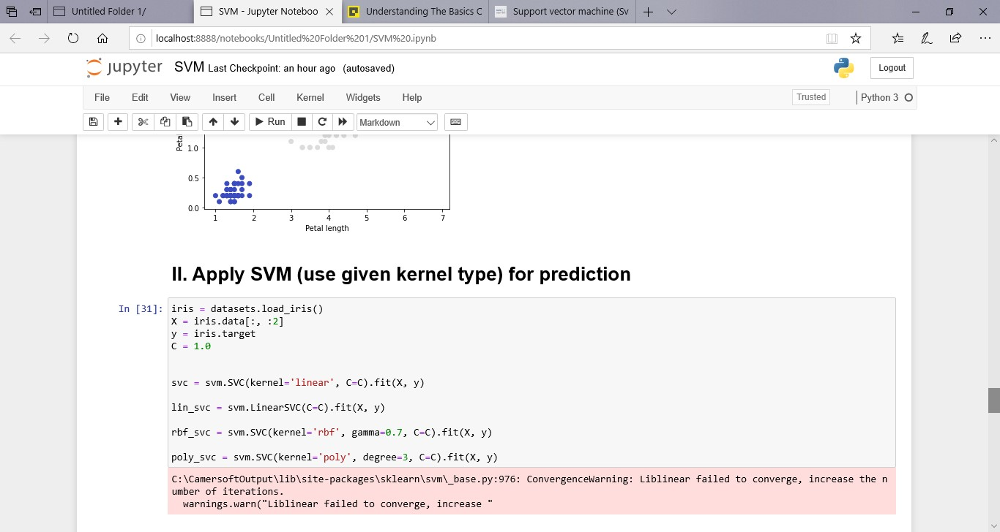 Untitled Folder 1/
SVM - Jupyter Noteboo
Understanding The Basics C
Support vector machine (Sv
localhost:8888/notebooks/Untitled%20Folder%201/SVM%20.ipynb
jupyter SVM Last Checkpoint: an hour ago (autosaved)
Logout
File Edit View Insert Cell Kernel Widgets Help
Trusted
Python 3
Run
Markdown
Petal
1.0
0.5
0.0
1 2 3 4 5 6 7
Petal length
II. Apply SVM (use given kernel type) for prediction
In [31]: iris = datasets.load_iris()
X = iris.data[:, :2]
y = iris.target
C = 1.0
svc = svm.SVC(kernel='linear', C=C).fit(X, y)
lin_svc = svm.LinearSVC(C=C).fit(X, y)
rbf_svc = svm.SVC(kernel='rbf', gamma=0.7, C=C).fit(X, y)
poly_svc = svm.SVC(kernel='poly', degree=3, C=C).fit(X, y)
C:\CamersoftOutput\lib\site-packages\sklearn\svm\_base.py:976: ConvergenceWarning: Liblinear failed to converge, increase the n
umber of iterations.
warnings.warn("Liblinear failed to converge, increase "